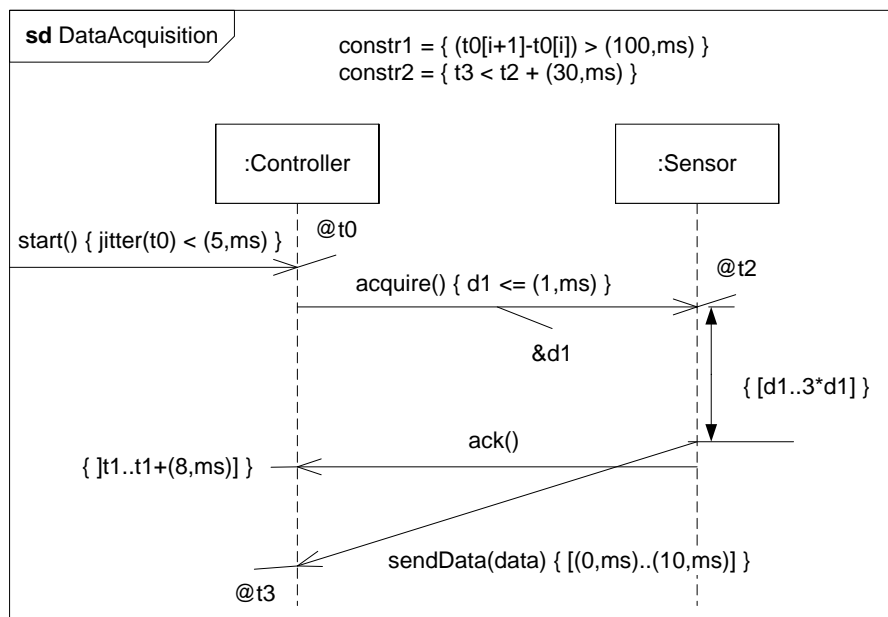 sd DataAcquisition
constr1 = { (t0[i+1]-t0[i]) > (100,ms) }
constr2 = { t3 < t2 + (30,ms) }
:Controller
:Sensor
@t0
start() { jitter(t0) < (5,ms) }
@t2
acquire() { d1 <= (1,ms) }
&d1
{ [d1..3*d1] }
ack()
{ ]t1..t1+(8,ms)] }
sendData(data) { [(0,ms)..(10,ms)] }
@t3